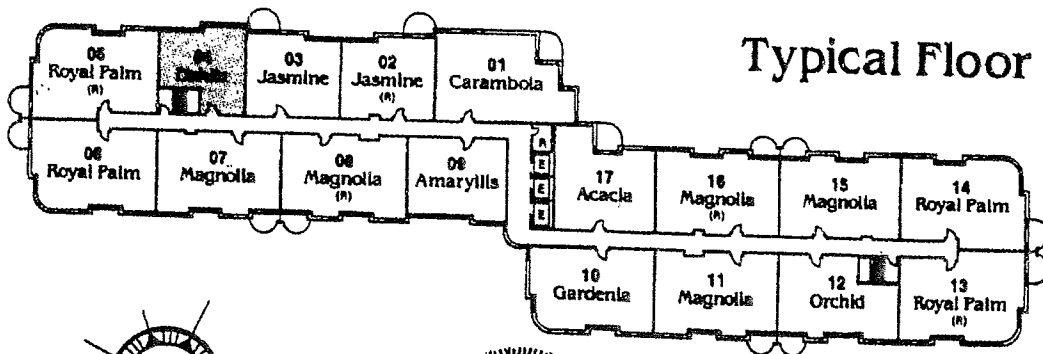 Typical Floor
05
Royal Palm
(R)
04
03
Jasmine
02
Jasmine
(R)
01
Carambola
06
Royal Palm
07
Magnolia
08
Magnolia
(R)
09
Amaryllis
R
E
E
E
17
Acacia
16
Magnolia
(R)
15
Magnolia
14
Royal Palm
10
Gardenia
11
Magnolia
12
Orchid
13
Royal Palm
(R)